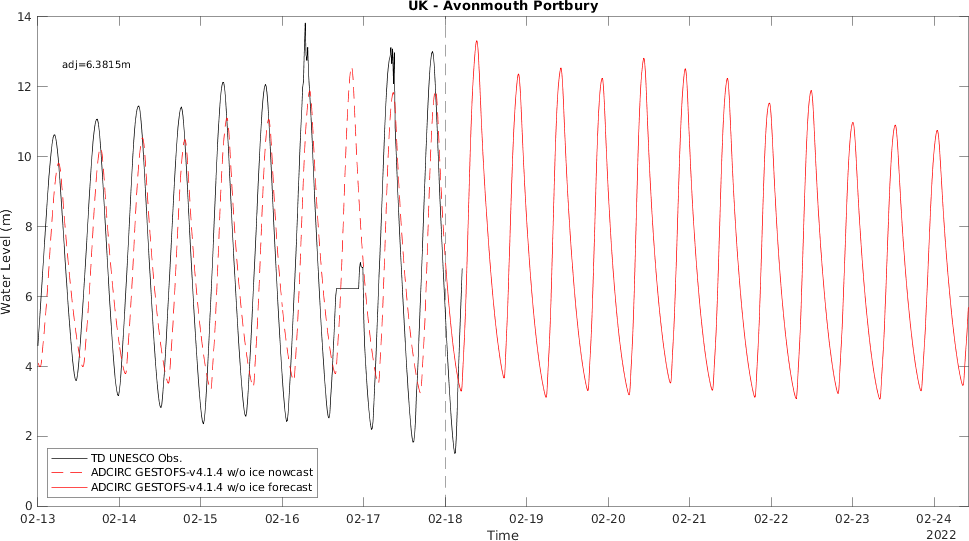 UK - Avonmouth Portbury
adj=6.3815m
14
12
10
8
6
4
2
0
Water Level (m)
TD UNESCO Obs.
ADCIRC GESTOFS-v4.1.4 w/o ice nowcast
ADCIRC GESTOFS-v4.1.4 w/o ice forecast
02-13 02-14 02-15 02-16 02-17 02-18 02-19 02-20 02-21 02-22 02-23 02-24
Time
2022